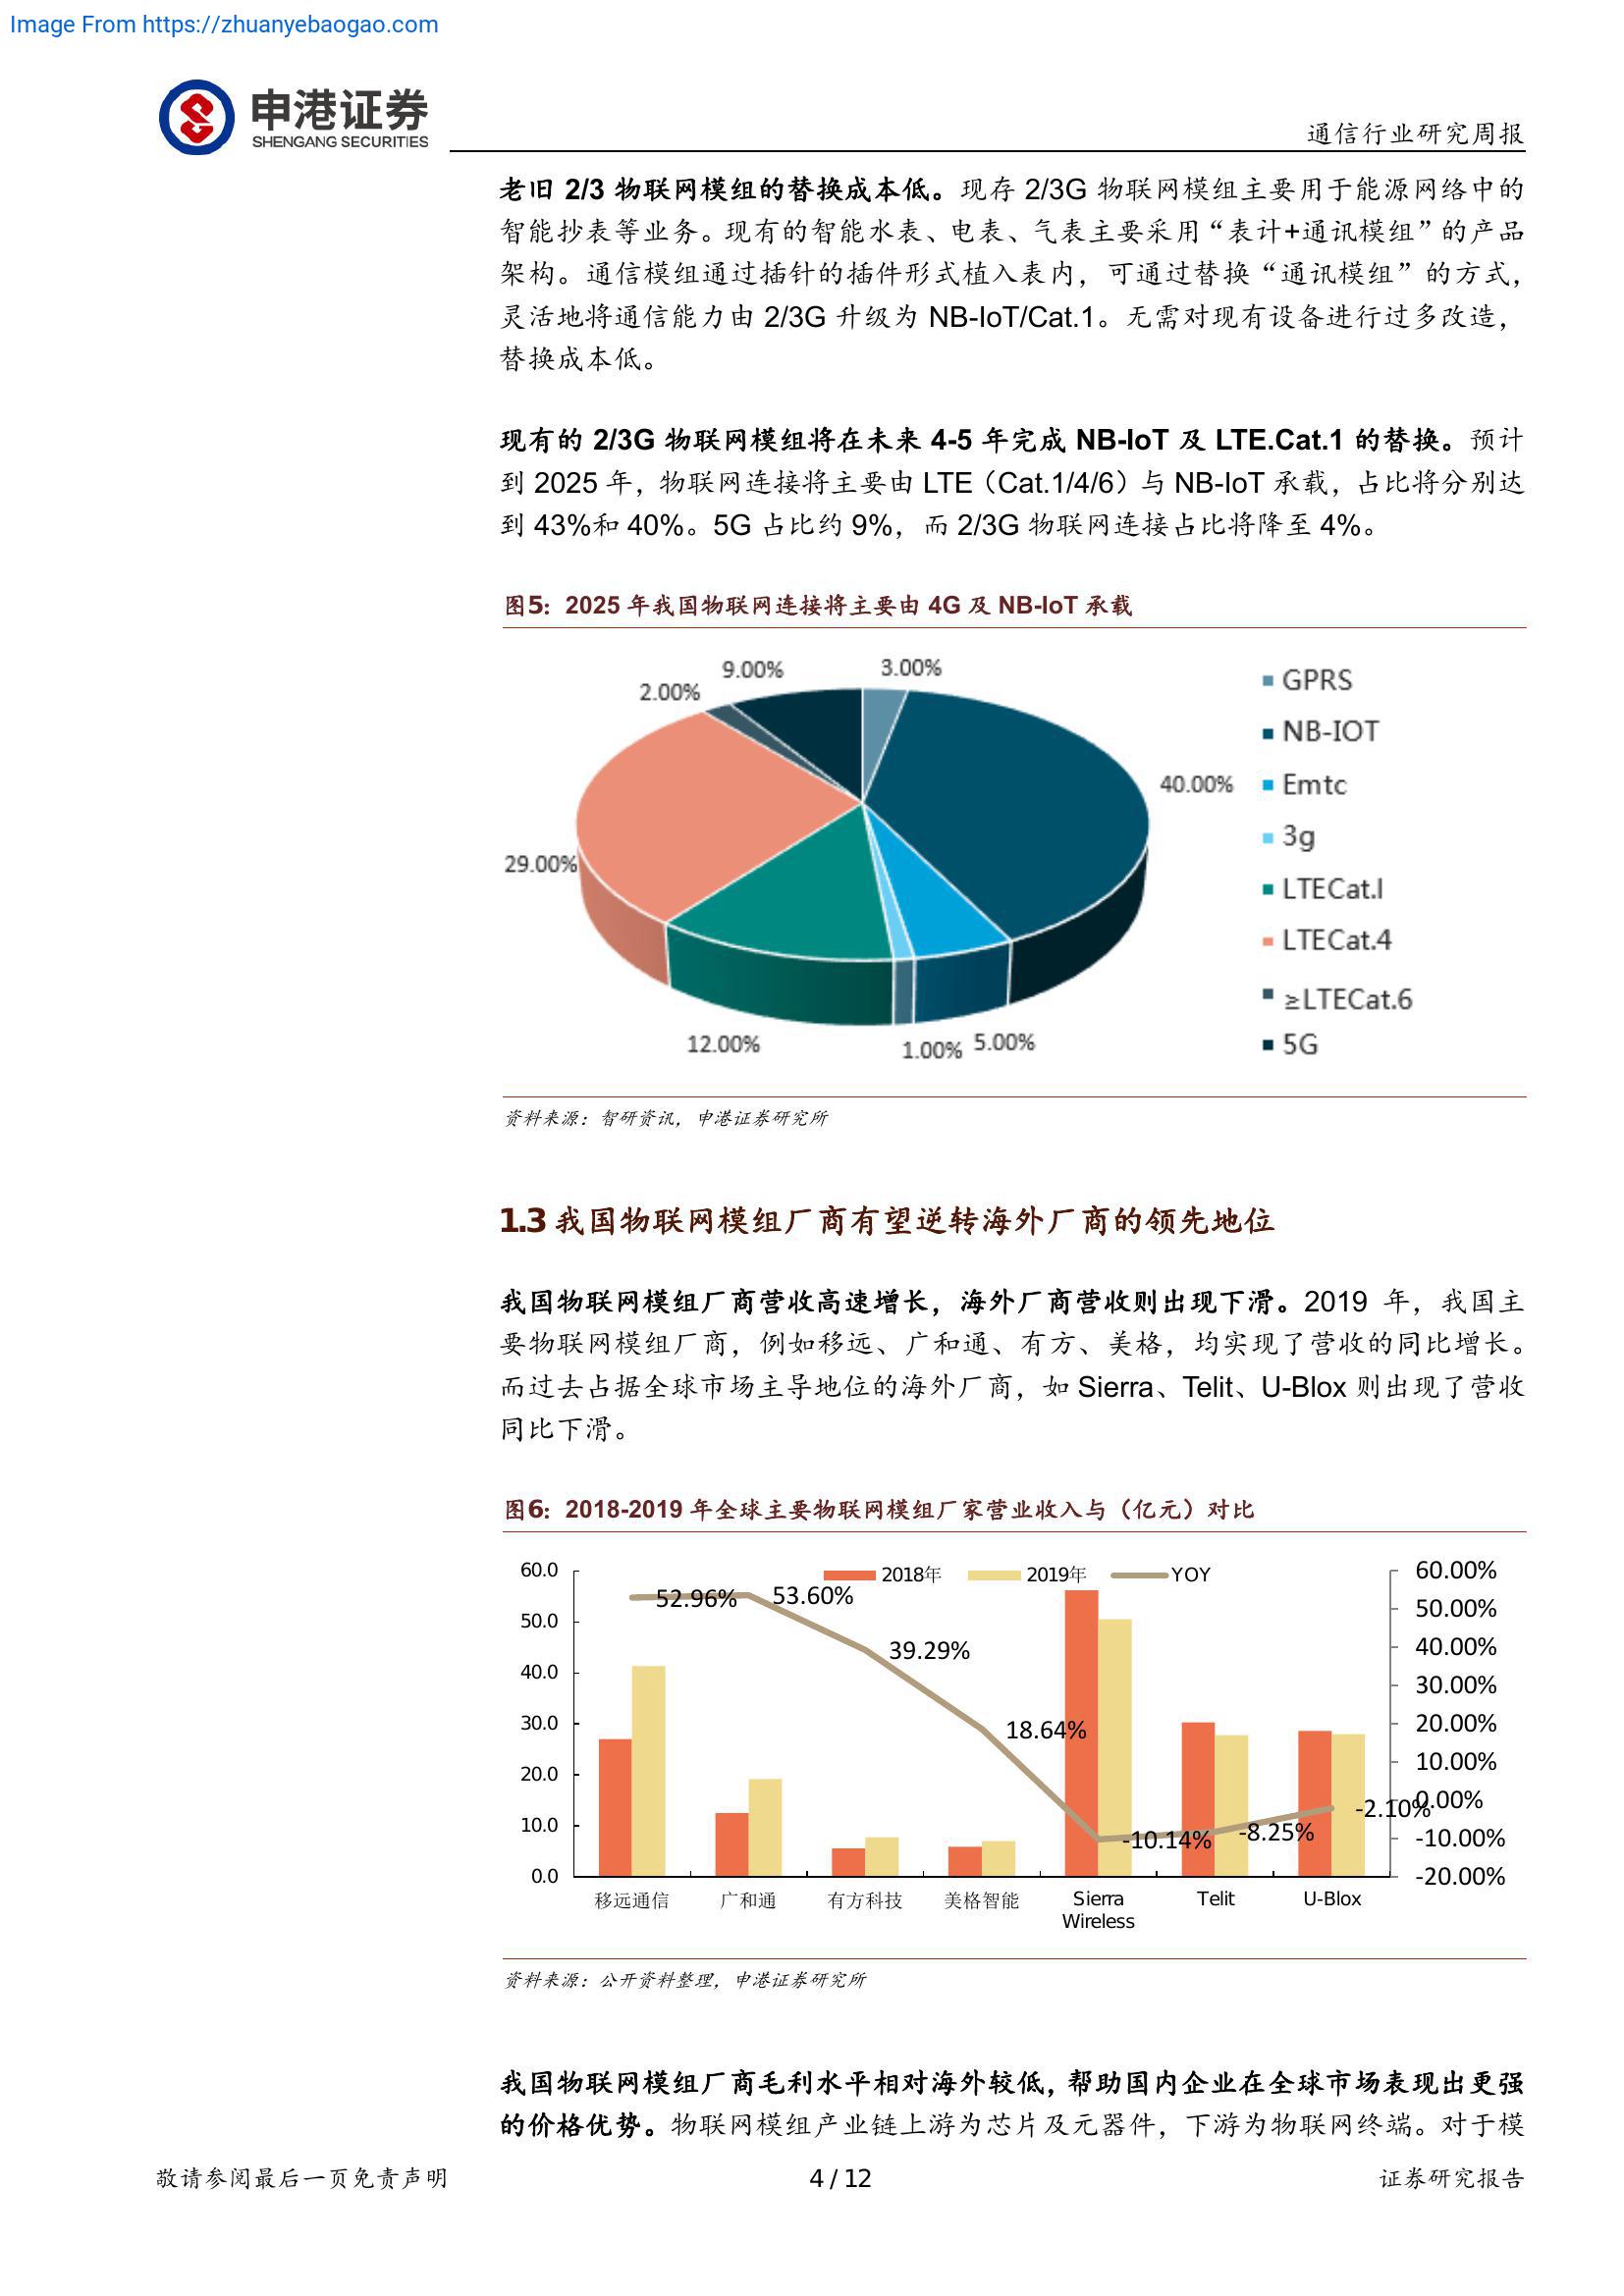 Image From https://zhuanyebaogao.com
申港证券
SHENGANG SECURITIES
通信行业研究周报
老旧 2/3 物联网模组的替换成本低。现存 2/3G 物联网模组主要用于能源网络中的
智能抄表等业务。现有的智能水表、电表、气表主要采用“表计+通讯模组”的产品
架构。通信模组通过插针的插件形式植入表内，可通过替换“通讯模组”的方式，
灵活地将通信能力由 2/3G 升级为 NB-IoT/Cat.1。无需对现有设备进行过多改造，
替换成本低。
现有的 2/3G 物联网模组将在未来 4-5 年完成 NB-IoT 及 LTE.Cat.1 的替换。预计
到 2025 年，物联网连接将主要由 LTE（Cat.1/4/6）与 NB-IoT 承载，占比将分别达
到 43%和 40%。5G 占比约 9%，而 2/3G 物联网连接占比将降至 4%。
图5：2025 年我国物联网连接将主要由 4G 及 NB-IoT 承载
9.00%
3.00%
2.00%
40.00%
29.00%
12.00%
1.00%
5.00%
GPRS
NB-IOT
Emtc
3g
LTECat.l
LTECat.4
≥LTECat.6
5G
资料来源：智研资讯，申港证券研究所
1.3 我国物联网模组厂商有望逆转海外厂商的领先地位
我国物联网模组厂商营收高速增长，海外厂商营收则出现下滑。2019 年，我国主
要物联网模组厂商，例如移远、广和通、有方、美格，均实现了营收的同比增长。
而过去占据全球市场主导地位的海外厂商，如 Sierra、Telit、U-Blox 则出现了营收
同比下滑。
图6：2018-2019 年全球主要物联网模组厂家营业收入与（亿元）对比
2018年 2019年 YOY
60.0
50.0
40.0
30.0
20.0
10.0
0.0
52.96%
53.60%
39.29%
18.64%
-10.14%
-8.25%
-2.10%
60.00%
50.00%
40.00%
30.00%
20.00%
10.00%
0.00%
-10.00%
-20.00%
移远通信 广和通 有方科技 美格智能 Sierra Telit U-Blox
Wireless
资料来源：公开资料整理，申港证券研究所
我国物联网模组厂商毛利水平相对海外较低，帮助国内企业在全球市场表现出更强
的价格优势。物联网模组产业链上游为芯片及元器件，下游为物联网终端。对于模
敬请参阅最后一页免责声明 4 / 12 证券研究报告